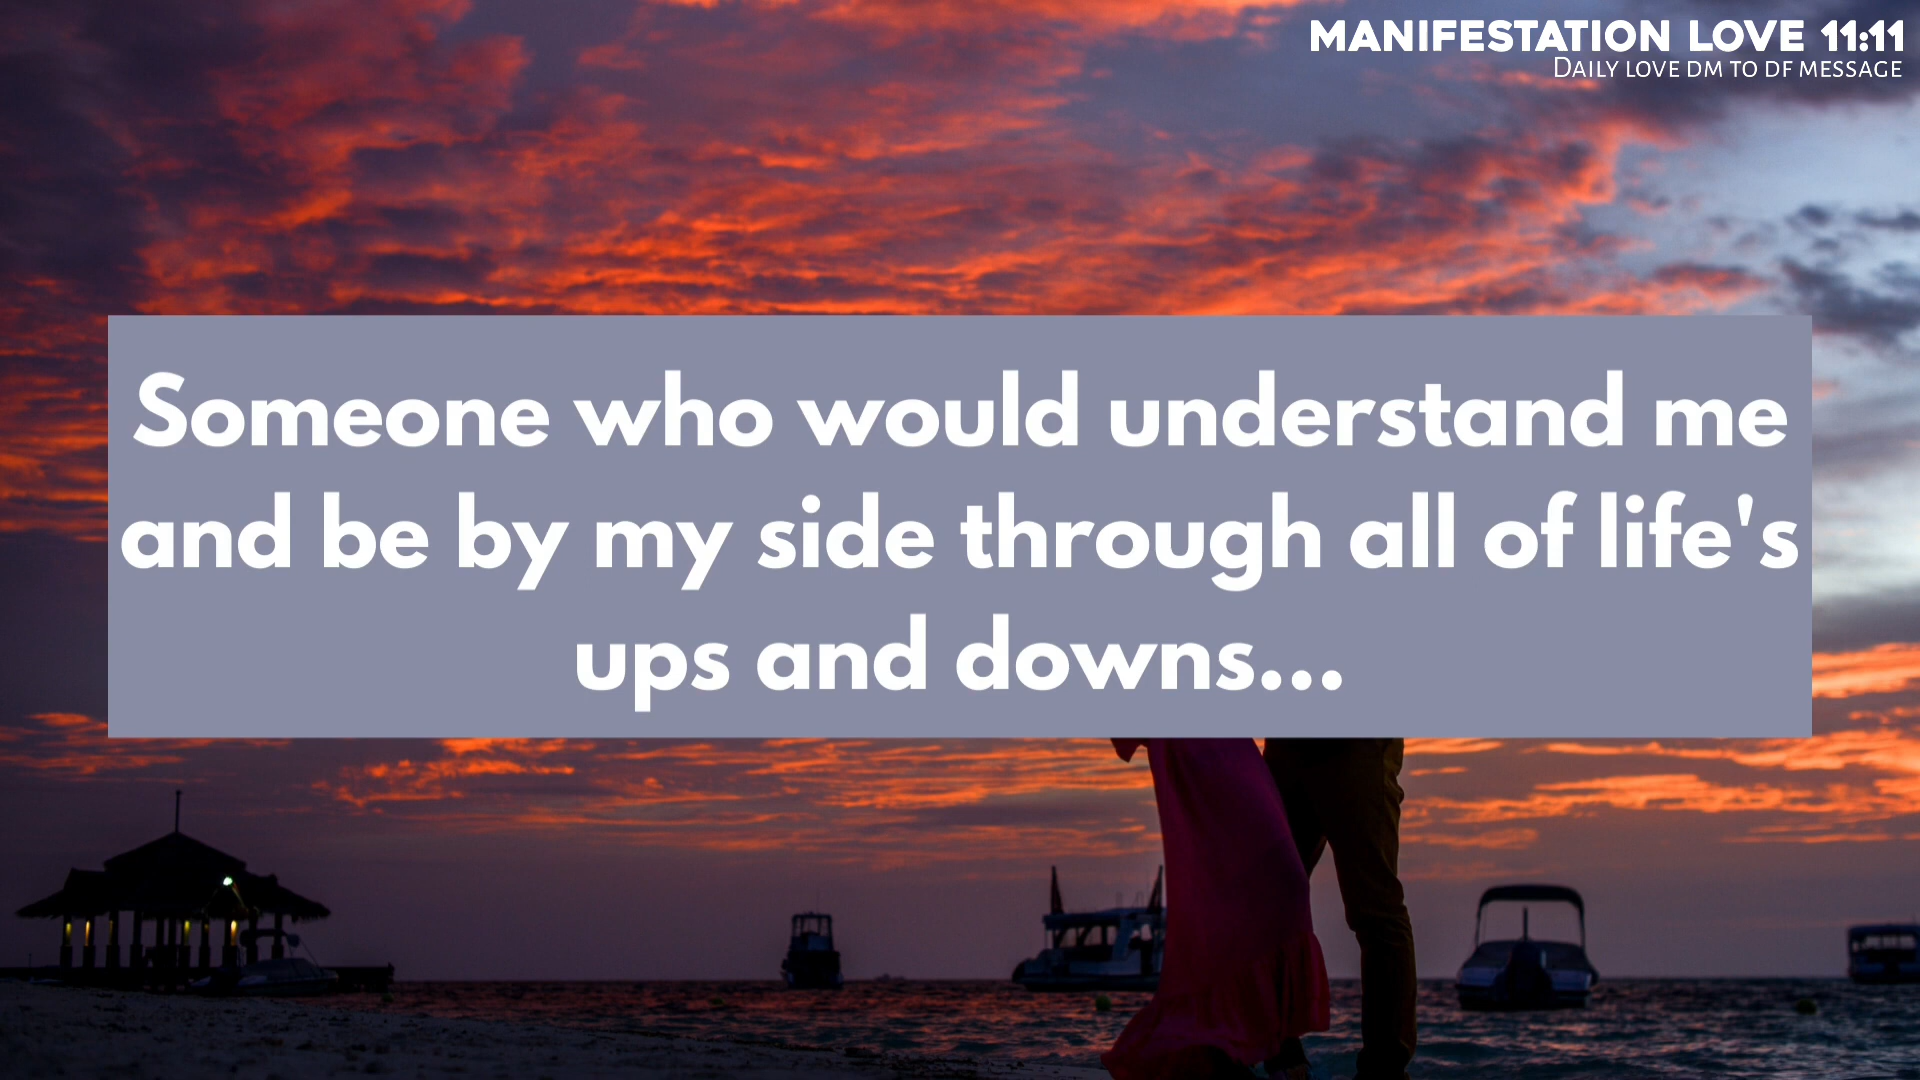 MANIFESTATION LOVE 11:11
DAILY LOVE DM TO DF MESSAGE
Someone who would understand me
and be by my side through all of life's
ups and downs...